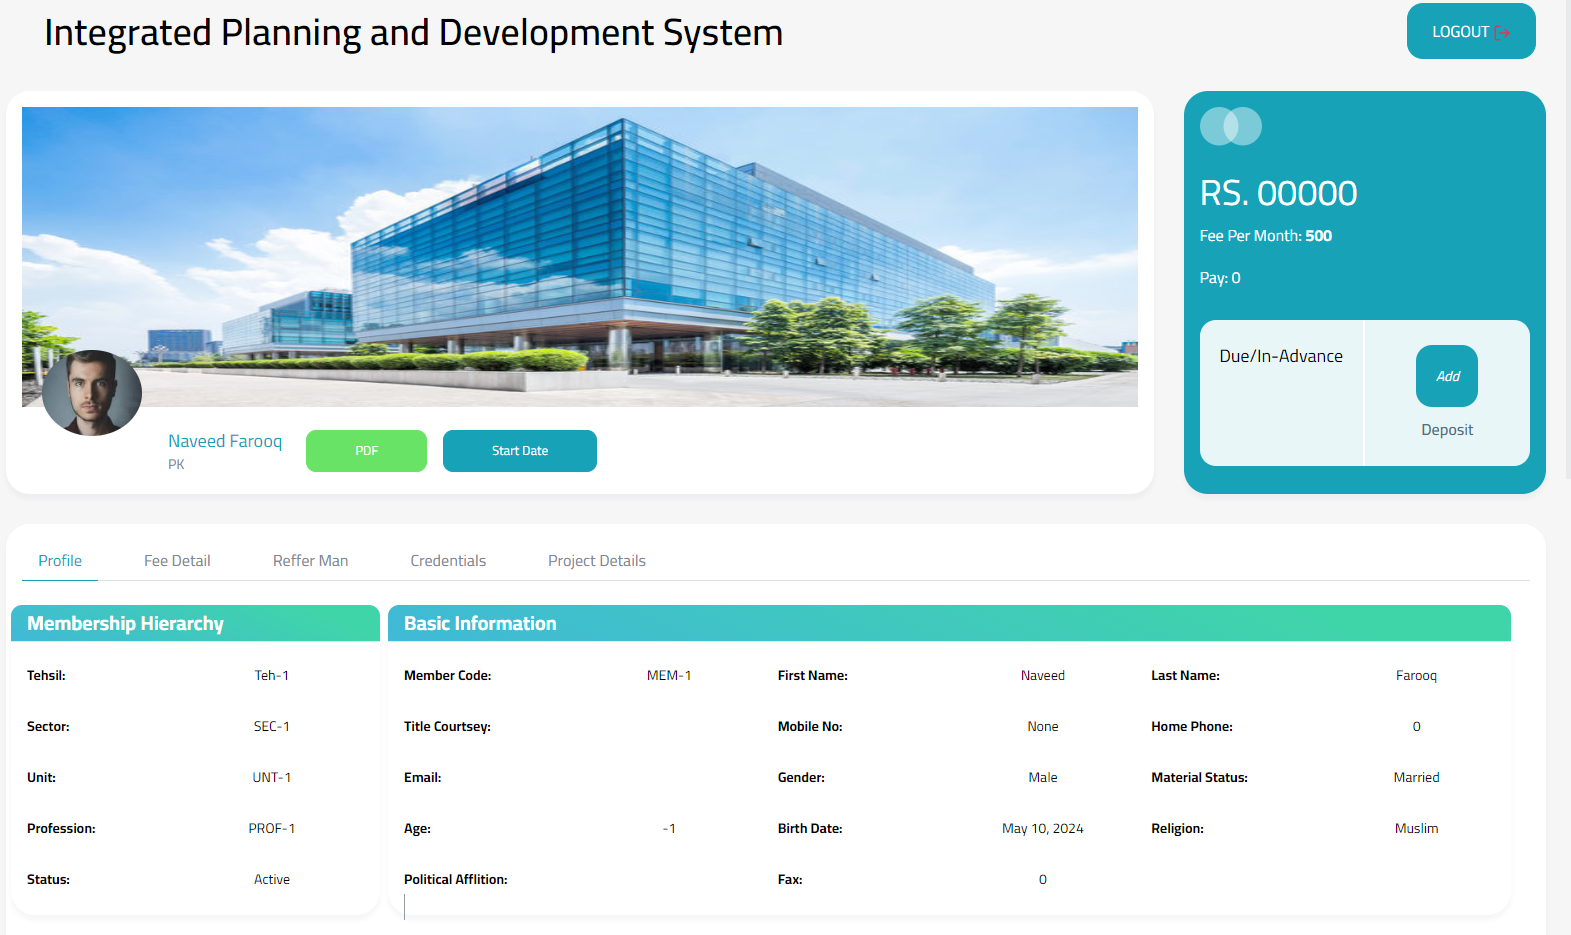 Integrated Planning and Development System
LOGOUT
RS. 00000
Fee Per Month: 500
Pay: 0
Due/In-Advance
Add
Deposit
Naveed Farooq
PK
PDF
Start Date
Profile Fee Detail Reffer Man Credentials Project Details
Membership Hierarchy
Tehsil: Teh-1
Sector: SEC-1
Unit: UNT-1
Profession: PROF-1
Status: Active
Basic Information
Member Code: MEM-1 First Name: Naveed Last Name: Farooq
Title Courtsey: Mobile No: None Home Phone: 0
Email: Gender: Male Material Status: Married
Age: -1 Birth Date: May 10, 2024 Religion: Muslim
Political Afflition: Fax: 0